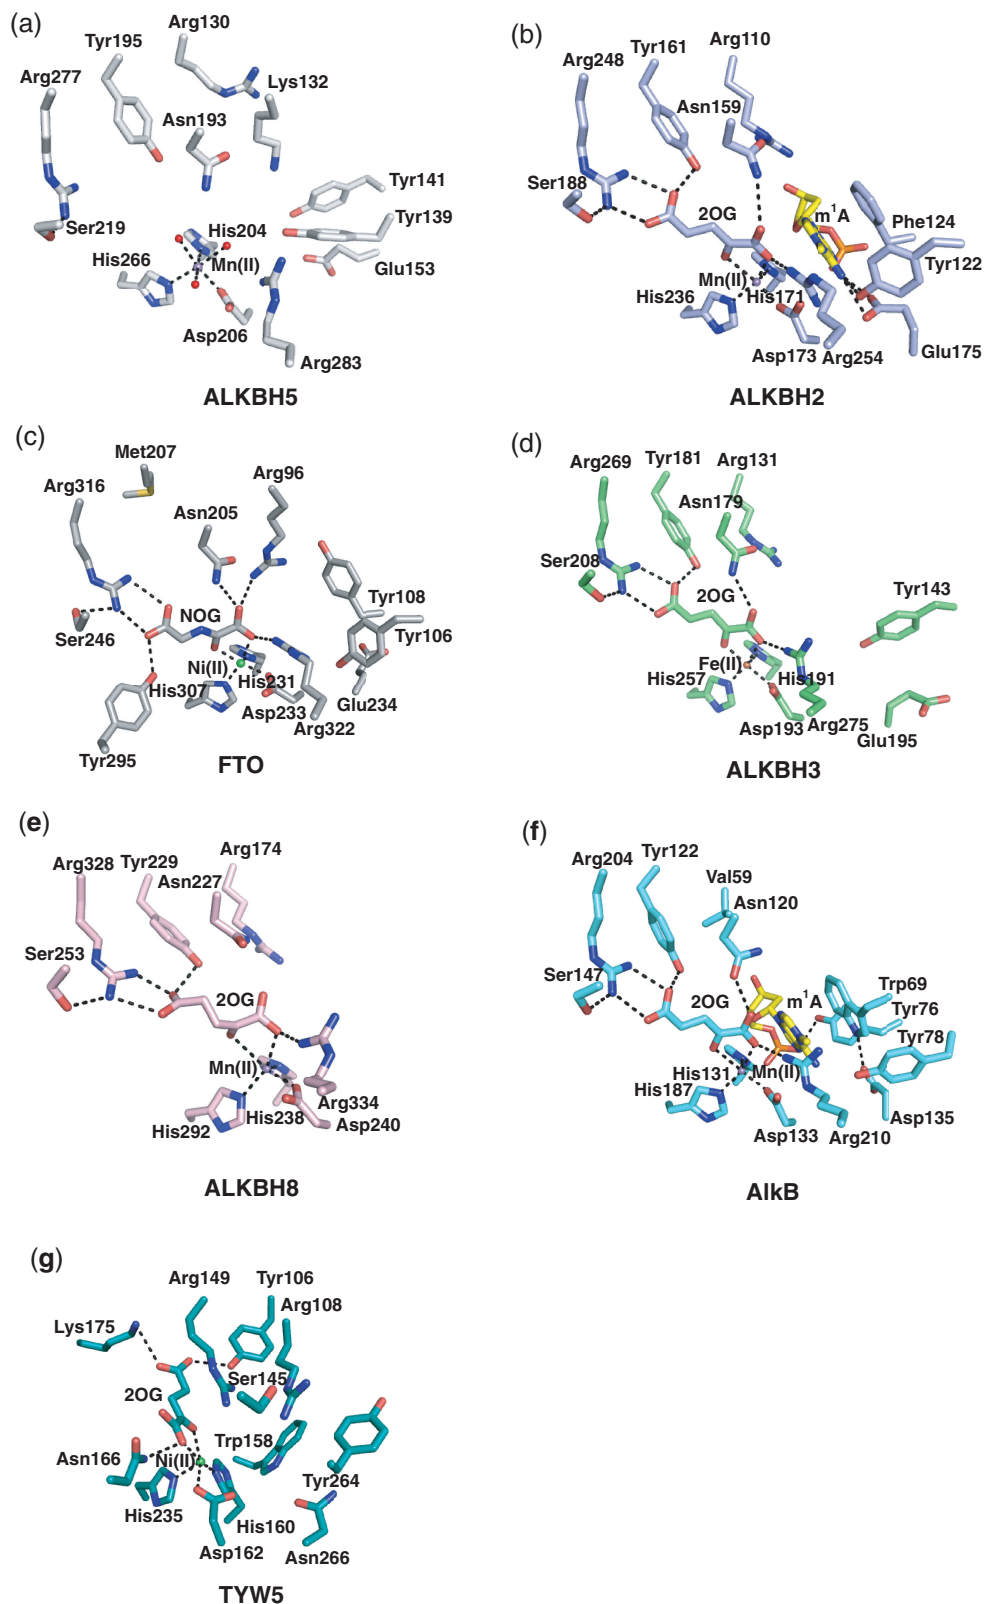 (a)
Arg130
Tyr195
Arg277
Lys132
Asn193
Tyr141
Tyr139
Ser219
His204
His266
Mn(II)
Glu153
Asp206
Arg283
ALKBH5
(b)
Arg110
Tyr161
Arg248
Asn159
Ser188
2OG
m¹A
Phe124
Tyr122
Mn(II)
His171
His236
Asp173
Arg254
Glu175
ALKBH2
(c)
Met207
Arg316
Arg96
Asn205
NOG
Tyr108
Ser246
Tyr106
Ni(II)
His231
His307
Glu234
Asp233
Arg322
Tyr295
FTO
(d)
Tyr181
Arg269
Arg131
Asn179
Ser208
2OG
Tyr143
Fe(II)
His257
His191
Asp193
Arg275
Glu195
ALKBH3
(e)
Arg174
Arg328
Tyr229
Asn227
Ser253
2OG
Mn(II)
Arg334
His238
His292
Asp240
ALKBH8
(f)
Tyr122
Arg204
Val59
Asn120
Ser147
Trp69
2OG
m¹A
Tyr76
Tyr78
His131
Mn(II)
His187
Asp135
Asp133
Arg210
AlkB
(g)
Arg149
Tyr106
Arg108
Lys175
Ser145
2OG
Trp158
Asn166
Ni(II)
Tyr264
His235
His160
Asp162
Asn266
TYW5